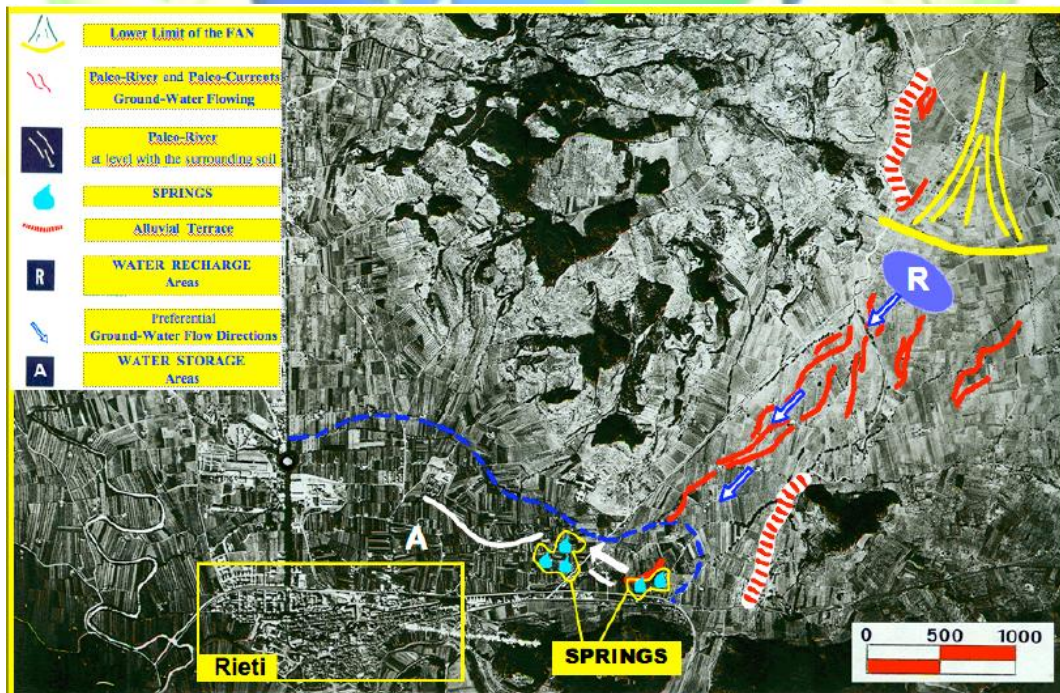 Lower Limit of the FAN
Paleo-River and Paleo-Currents
Ground-Water Flowing
Paleo-River
at level with the surrounding soil
SPRINGS
Alluvial Terrace
R
WATER RECHARGE
Areas
Preferential
Ground-Water Flow Directions
A
WATER STORAGE
Areas
R
A
Rieti
SPRINGS
0 500 1000